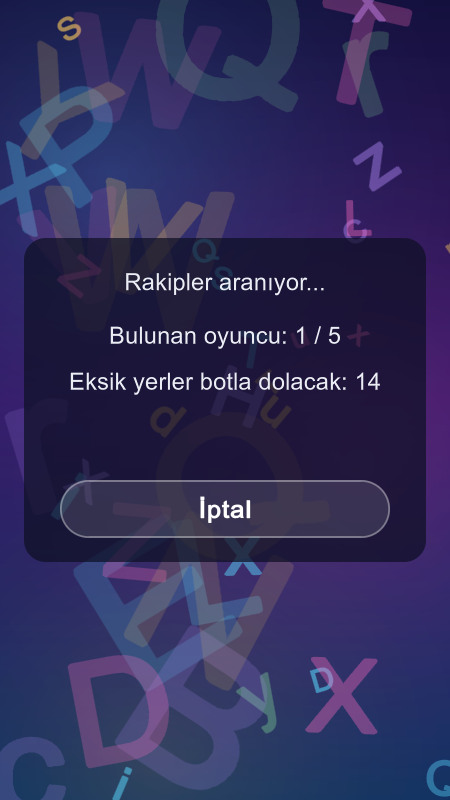 Rakipler aranıyor...
Bulunan oyuncu: 1 / 5
Eksik yerler botla dolacak: 14
İptal